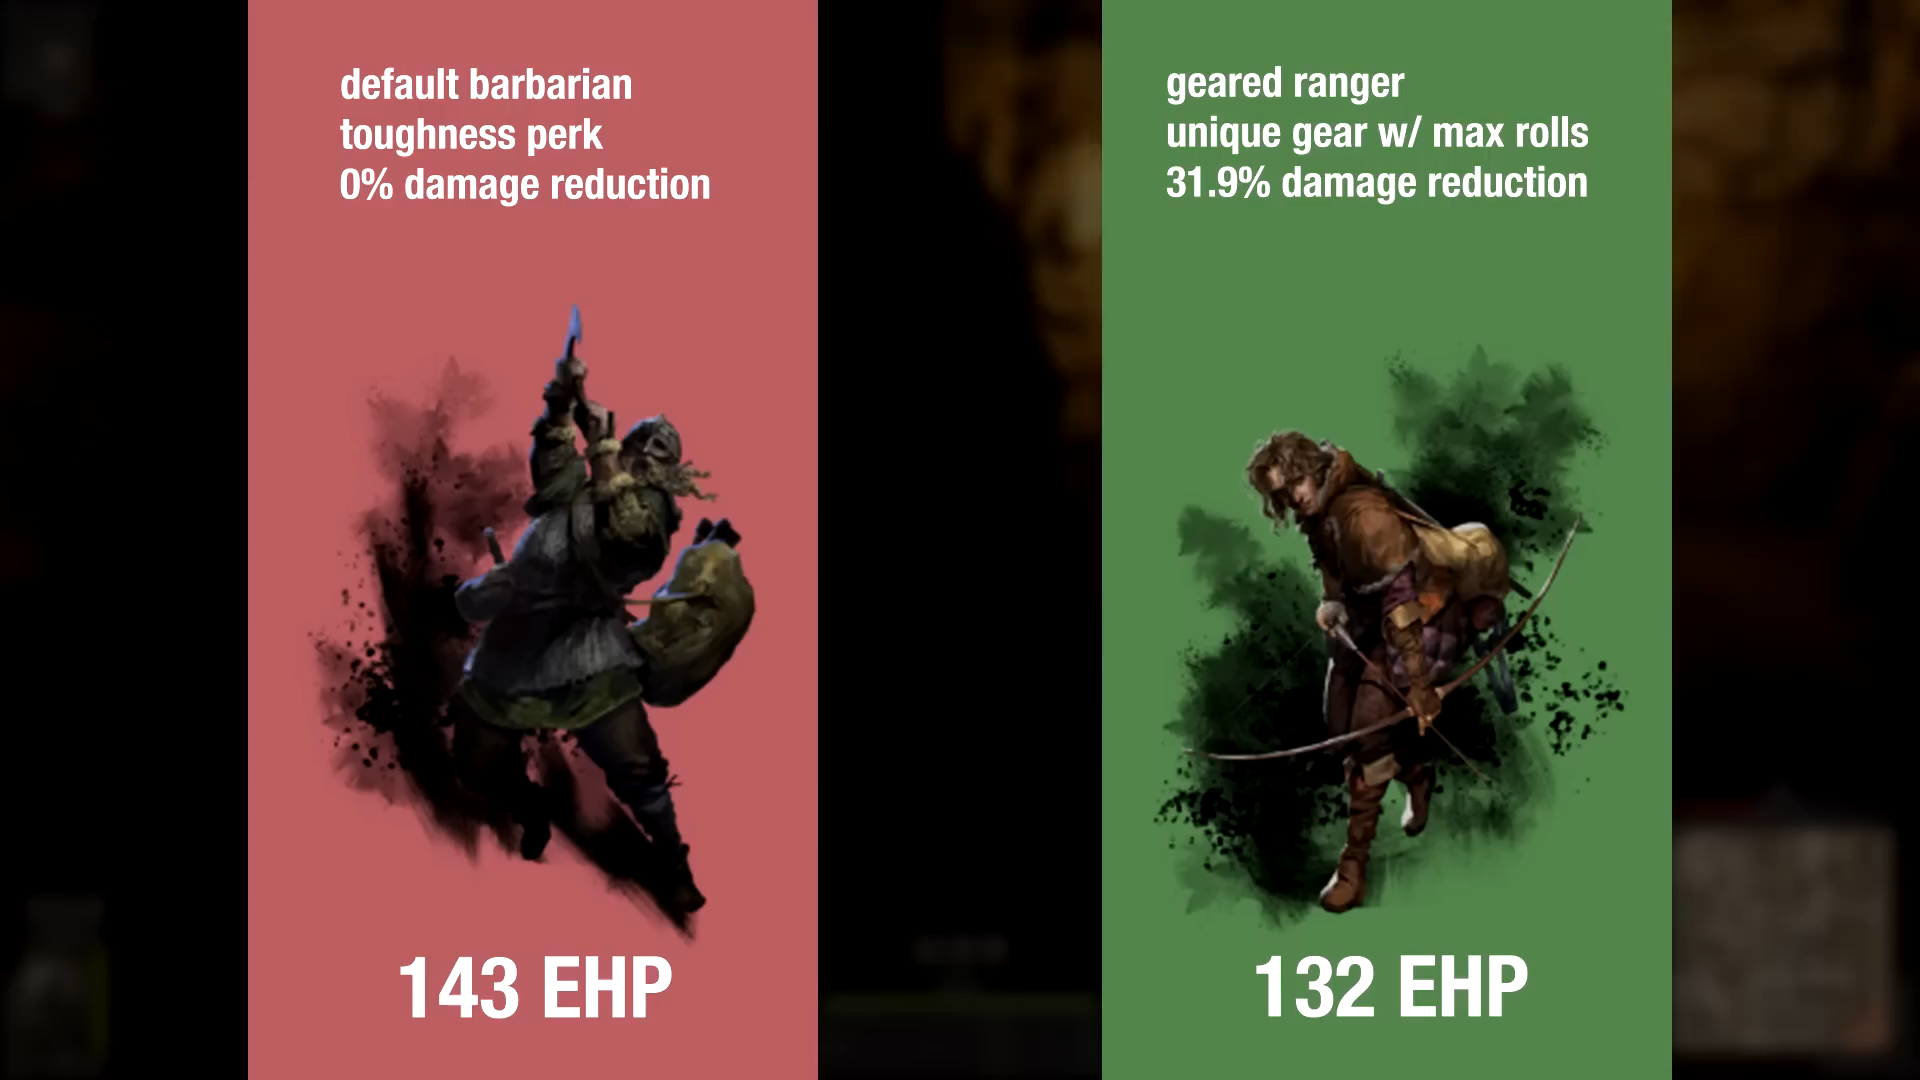 default barbarian
toughness perk
0% damage reduction
143 EHP
geared ranger
unique gear w/ max rolls
31.9% damage reduction
132 EHP